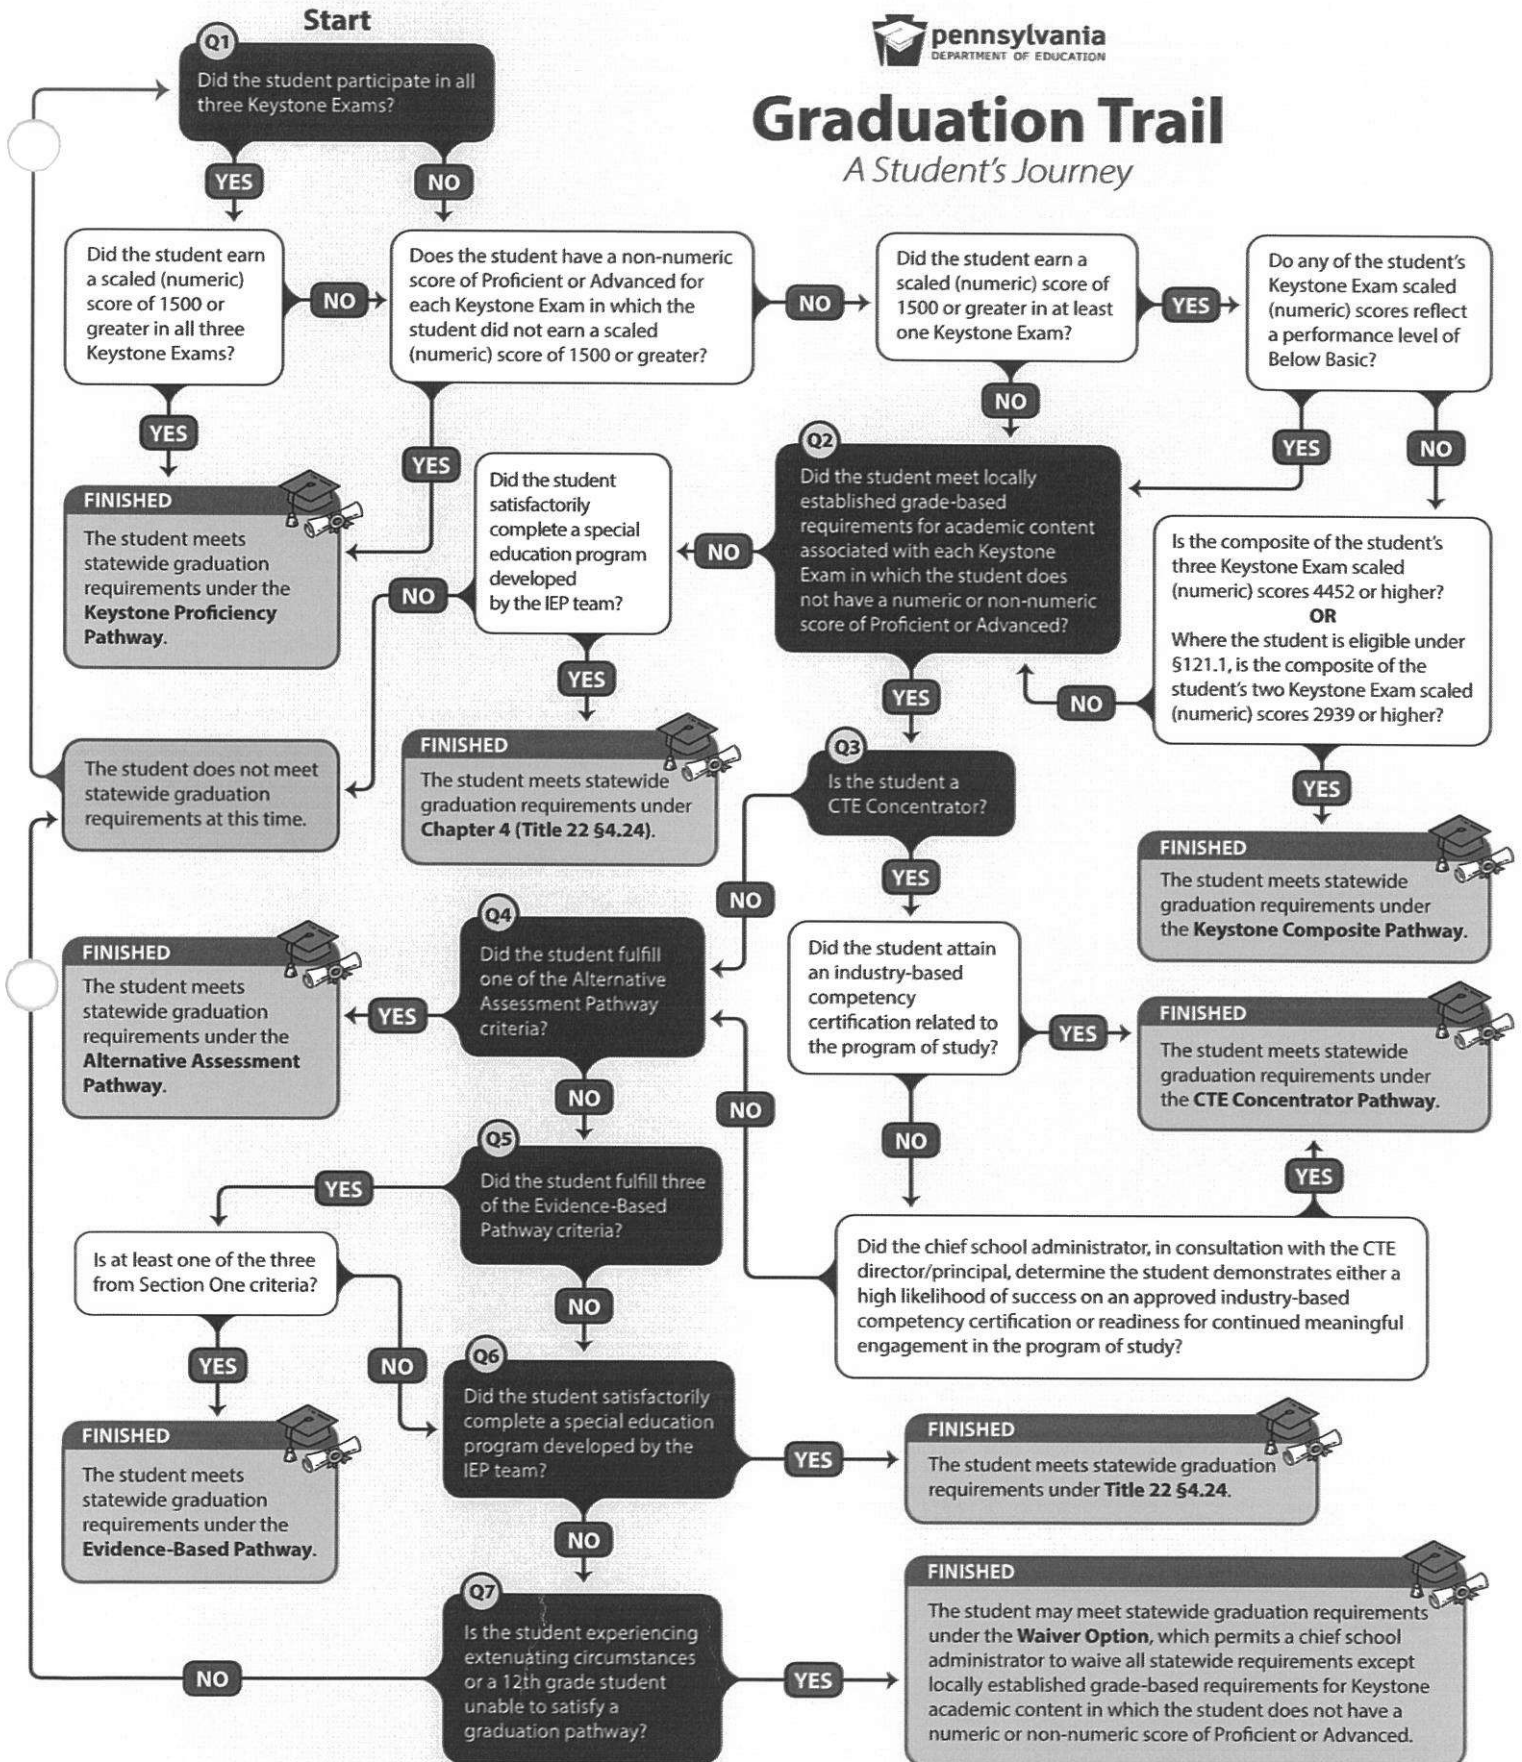 Start
pennsylvania
DEPARTMENT OF EDUCATION
Graduation Trail
A Student's Journey
Q1
Did the student participate in all
three Keystone Exams?
YES
NO
Did the student earn
a scaled (numeric)
score of 1500 or
greater in all three
Keystone Exams?
NO
Does the student have a non-numeric
score of Proficient or Advanced for
each Keystone Exam in which the
student did not earn a scaled
(numeric) score of 1500 or greater?
NO
Did the student earn a
scaled (numeric) score of
1500 or greater in at least
one Keystone Exam?
YES
Do any of the student's
Keystone Exam scaled
(numeric) scores reflect
a performance level of
Below Basic?
YES
YES
NO
YES
NO
FINISHED
The student meets
statewide graduation
requirements under the
Keystone Proficiency
Pathway.
Did the student
satisfactorily
complete a special
education program
developed
by the IEP team?
NO
YES
NO
Q2
Did the student meet locally
established grade-based
requirements for academic content
associated with each Keystone
Exam in which the student does
not have a numeric or non-numeric
score of Proficient or Advanced?
YES
Is the composite of the student's
three Keystone Exam scaled
(numeric) scores 4452 or higher?
OR
Where the student is eligible under
§121.1, is the composite of the
student's two Keystone Exam scaled
(numeric) scores 2939 or higher?
NO
YES
The student does not meet
statewide graduation
requirements at this time.
FINISHED
The student meets statewide
graduation requirements under
Chapter 4 (Title 22 §4.24).
Q3
Is the student a
CTE Concentrator?
NO
YES
FINISHED
The student meets statewide
graduation requirements under
the Keystone Composite Pathway.
FINISHED
The student meets
statewide graduation
requirements under the
Alternative Assessment
Pathway.
YES
Q4
Did the student fulfill
one of the Alternative
Assessment Pathway
criteria?
NO
Did the student attain
an industry-based
competency
certification related to
the program of study?
YES
NO
FINISHED
The student meets statewide
graduation requirements under
the CTE Concentrator Pathway.
NO
YES
Q5
Did the student fulfill three
of the Evidence-Based
Pathway criteria?
YES
NO
Is at least one of the three
from Section One criteria?
YES
NO
Did the chief school administrator, in consultation with the CTE
director/principal, determine the student demonstrates either a
high likelihood of success on an approved industry-based
competency certification or readiness for continued meaningful
engagement in the program of study?
Q6
Did the student satisfactorily
complete a special education
program developed by the
IEP team?
YES
NO
FINISHED
The student meets statewide graduation
requirements under Title 22 §4.24.
FINISHED
The student meets
statewide graduation
requirements under the
Evidence-Based Pathway.
Q7
Is the student experiencing
extenuating circumstances
or a 12th grade student
unable to satisfy a
graduation pathway?
NO
YES
FINISHED
The student may meet statewide graduation requirements
under the Waiver Option, which permits a chief school
administrator to waive all statewide requirements except
locally established grade-based requirements for Keystone
academic content in which the student does not have a
numeric or non-numeric score of Proficient or Advanced.